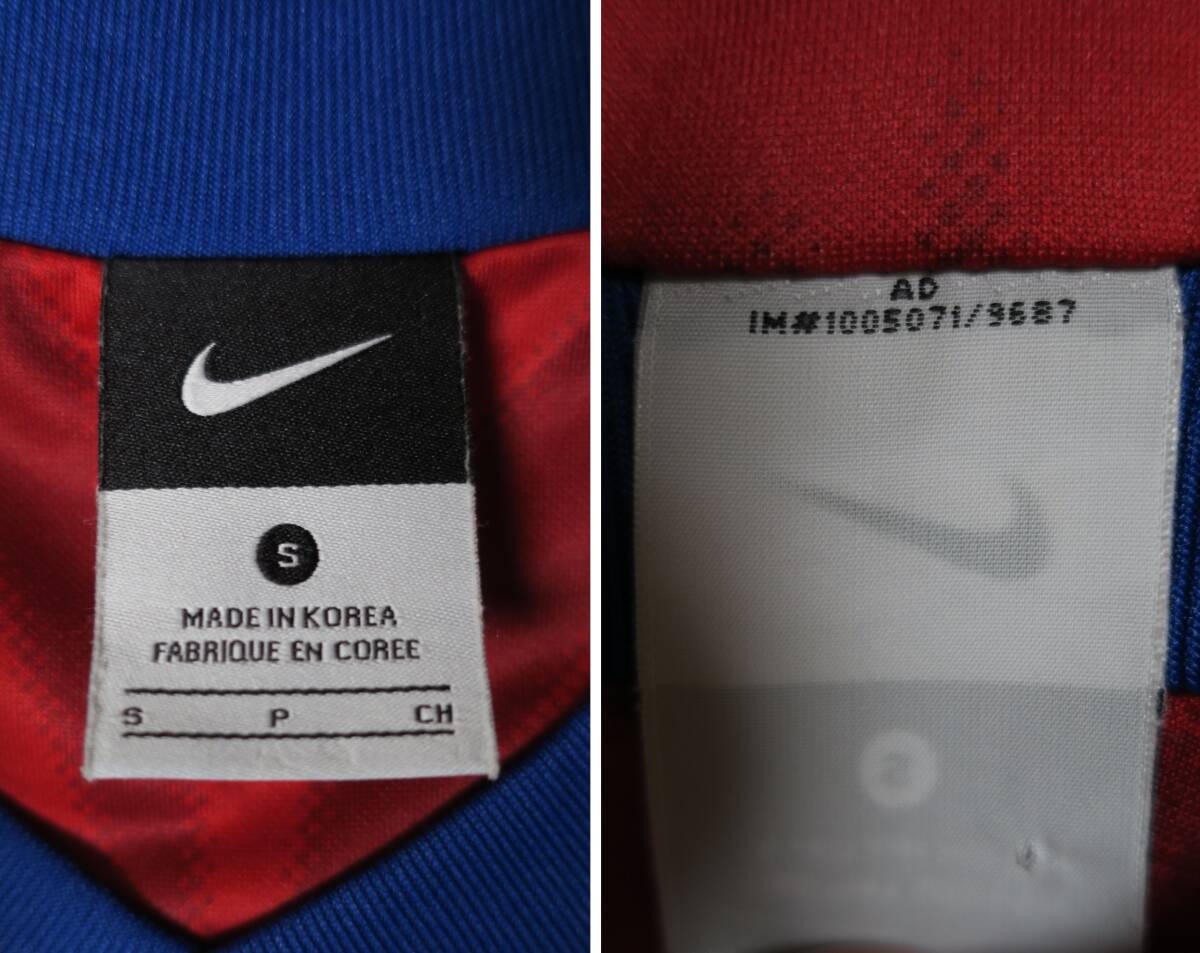 S
MADE IN KOREA
FABRIQUE EN COREE
S P CH
AD
IM#1005071/9687